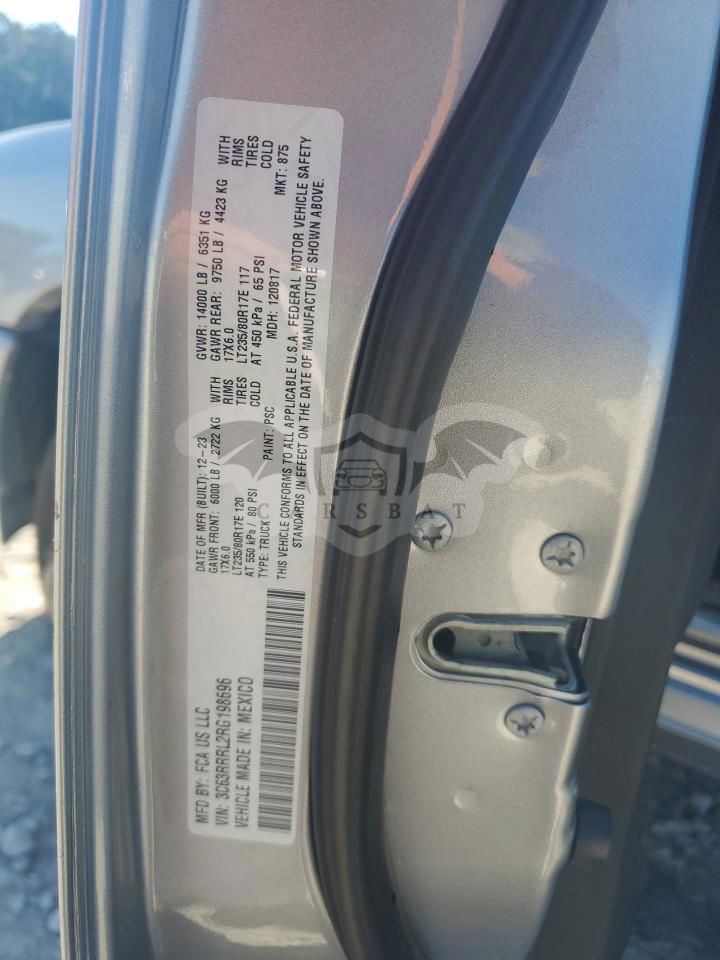 MFD BY: FCA US LLC
VIN: 3C63RRRL2RG198696
VEHICLE MADE IN: MEXICO
DATE OF MFR (BUILT): 12-23
GAWR FRONT: 6000 LB / 2722 KG WITH
17X6.0 RIMS
LT235/80R17E 120 TIRES
AT 550 kPa / 80 PSI COLD
TYPE: TRUCK PAINT: PSC
GVWR: 14000 LB / 6351 KG
GAWR REAR: 9750 LB / 4423 KG WITH
17X6.0 RIMS
LT235/80R17E 117 TIRES
AT 450 kPa / 65 PSI COLD
MDH: 120817 MKT: 875
THIS VEHICLE CONFORMS TO ALL APPLICABLE U.S.A. FEDERAL MOTOR VEHICLE SAFETY
STANDARDS IN EFFECT ON THE DATE OF MANUFACTURE SHOWN ABOVE.
CARSBAT